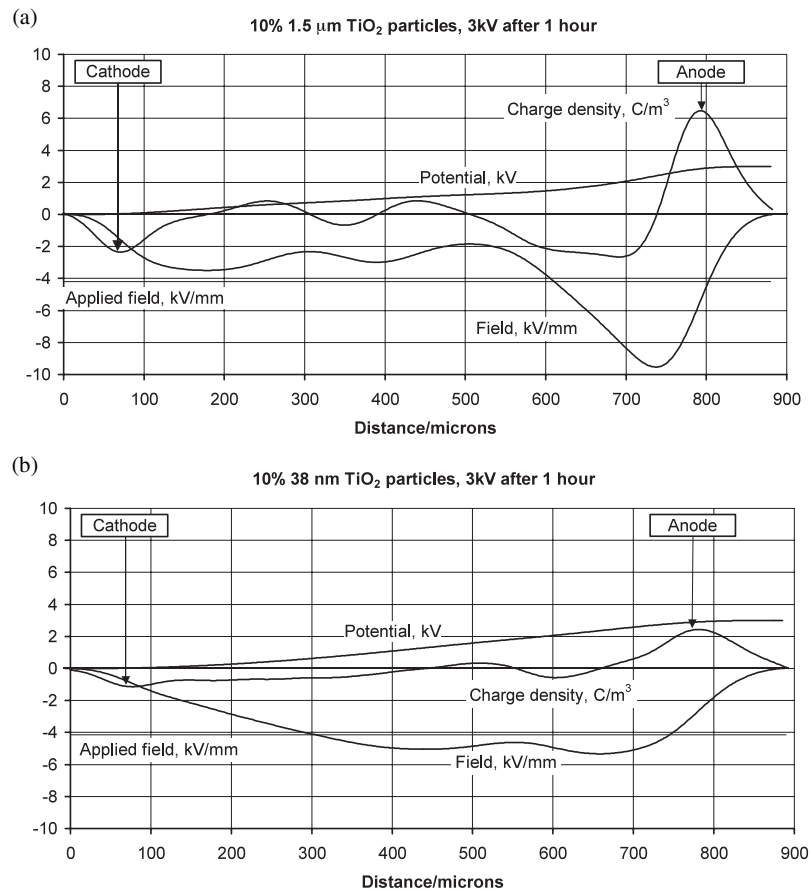 (a)
10% 1.5 μm TiO₂ particles, 3kV after 1 hour
10
8
6
4
2
0
-2
-4
-6
-8
-10
Cathode
Anode
Charge density, C/m³
Potential, kV
Applied field, kV/mm
Field, kV/mm
0 100 200 300 400 500 600 700 800 900
Distance/microns
(b)
10% 38 nm TiO₂ particles, 3kV after 1 hour
10
8
6
4
2
0
-2
-4
-6
-8
-10
Cathode
Anode
Potential, kV
Charge density, C/m³
Applied field, kV/mm
Field, kV/mm
0 100 200 300 400 500 600 700 800 900
Distance/microns